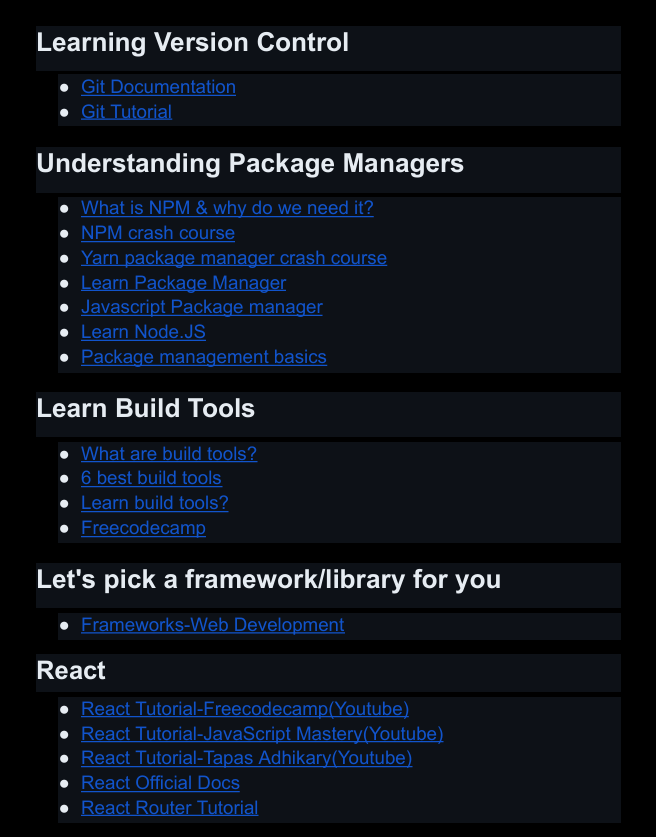 Learning Version Control
● Git Documentation
● Git Tutorial
Understanding Package Managers
● What is NPM & why do we need it?
● NPM crash course
● Yarn package manager crash course
● Learn Package Manager
● Javascript Package manager
● Learn Node.JS
● Package management basics
Learn Build Tools
● What are build tools?
● 6 best build tools
● Learn build tools?
● Freecodecamp
Let's pick a framework/library for you
● Frameworks-Web Development
React
● React Tutorial-Freecodecamp(Youtube)
● React Tutorial-JavaScript Mastery(Youtube)
● React Tutorial-Tapas Adhikary(Youtube)
● React Official Docs
● React Router Tutorial